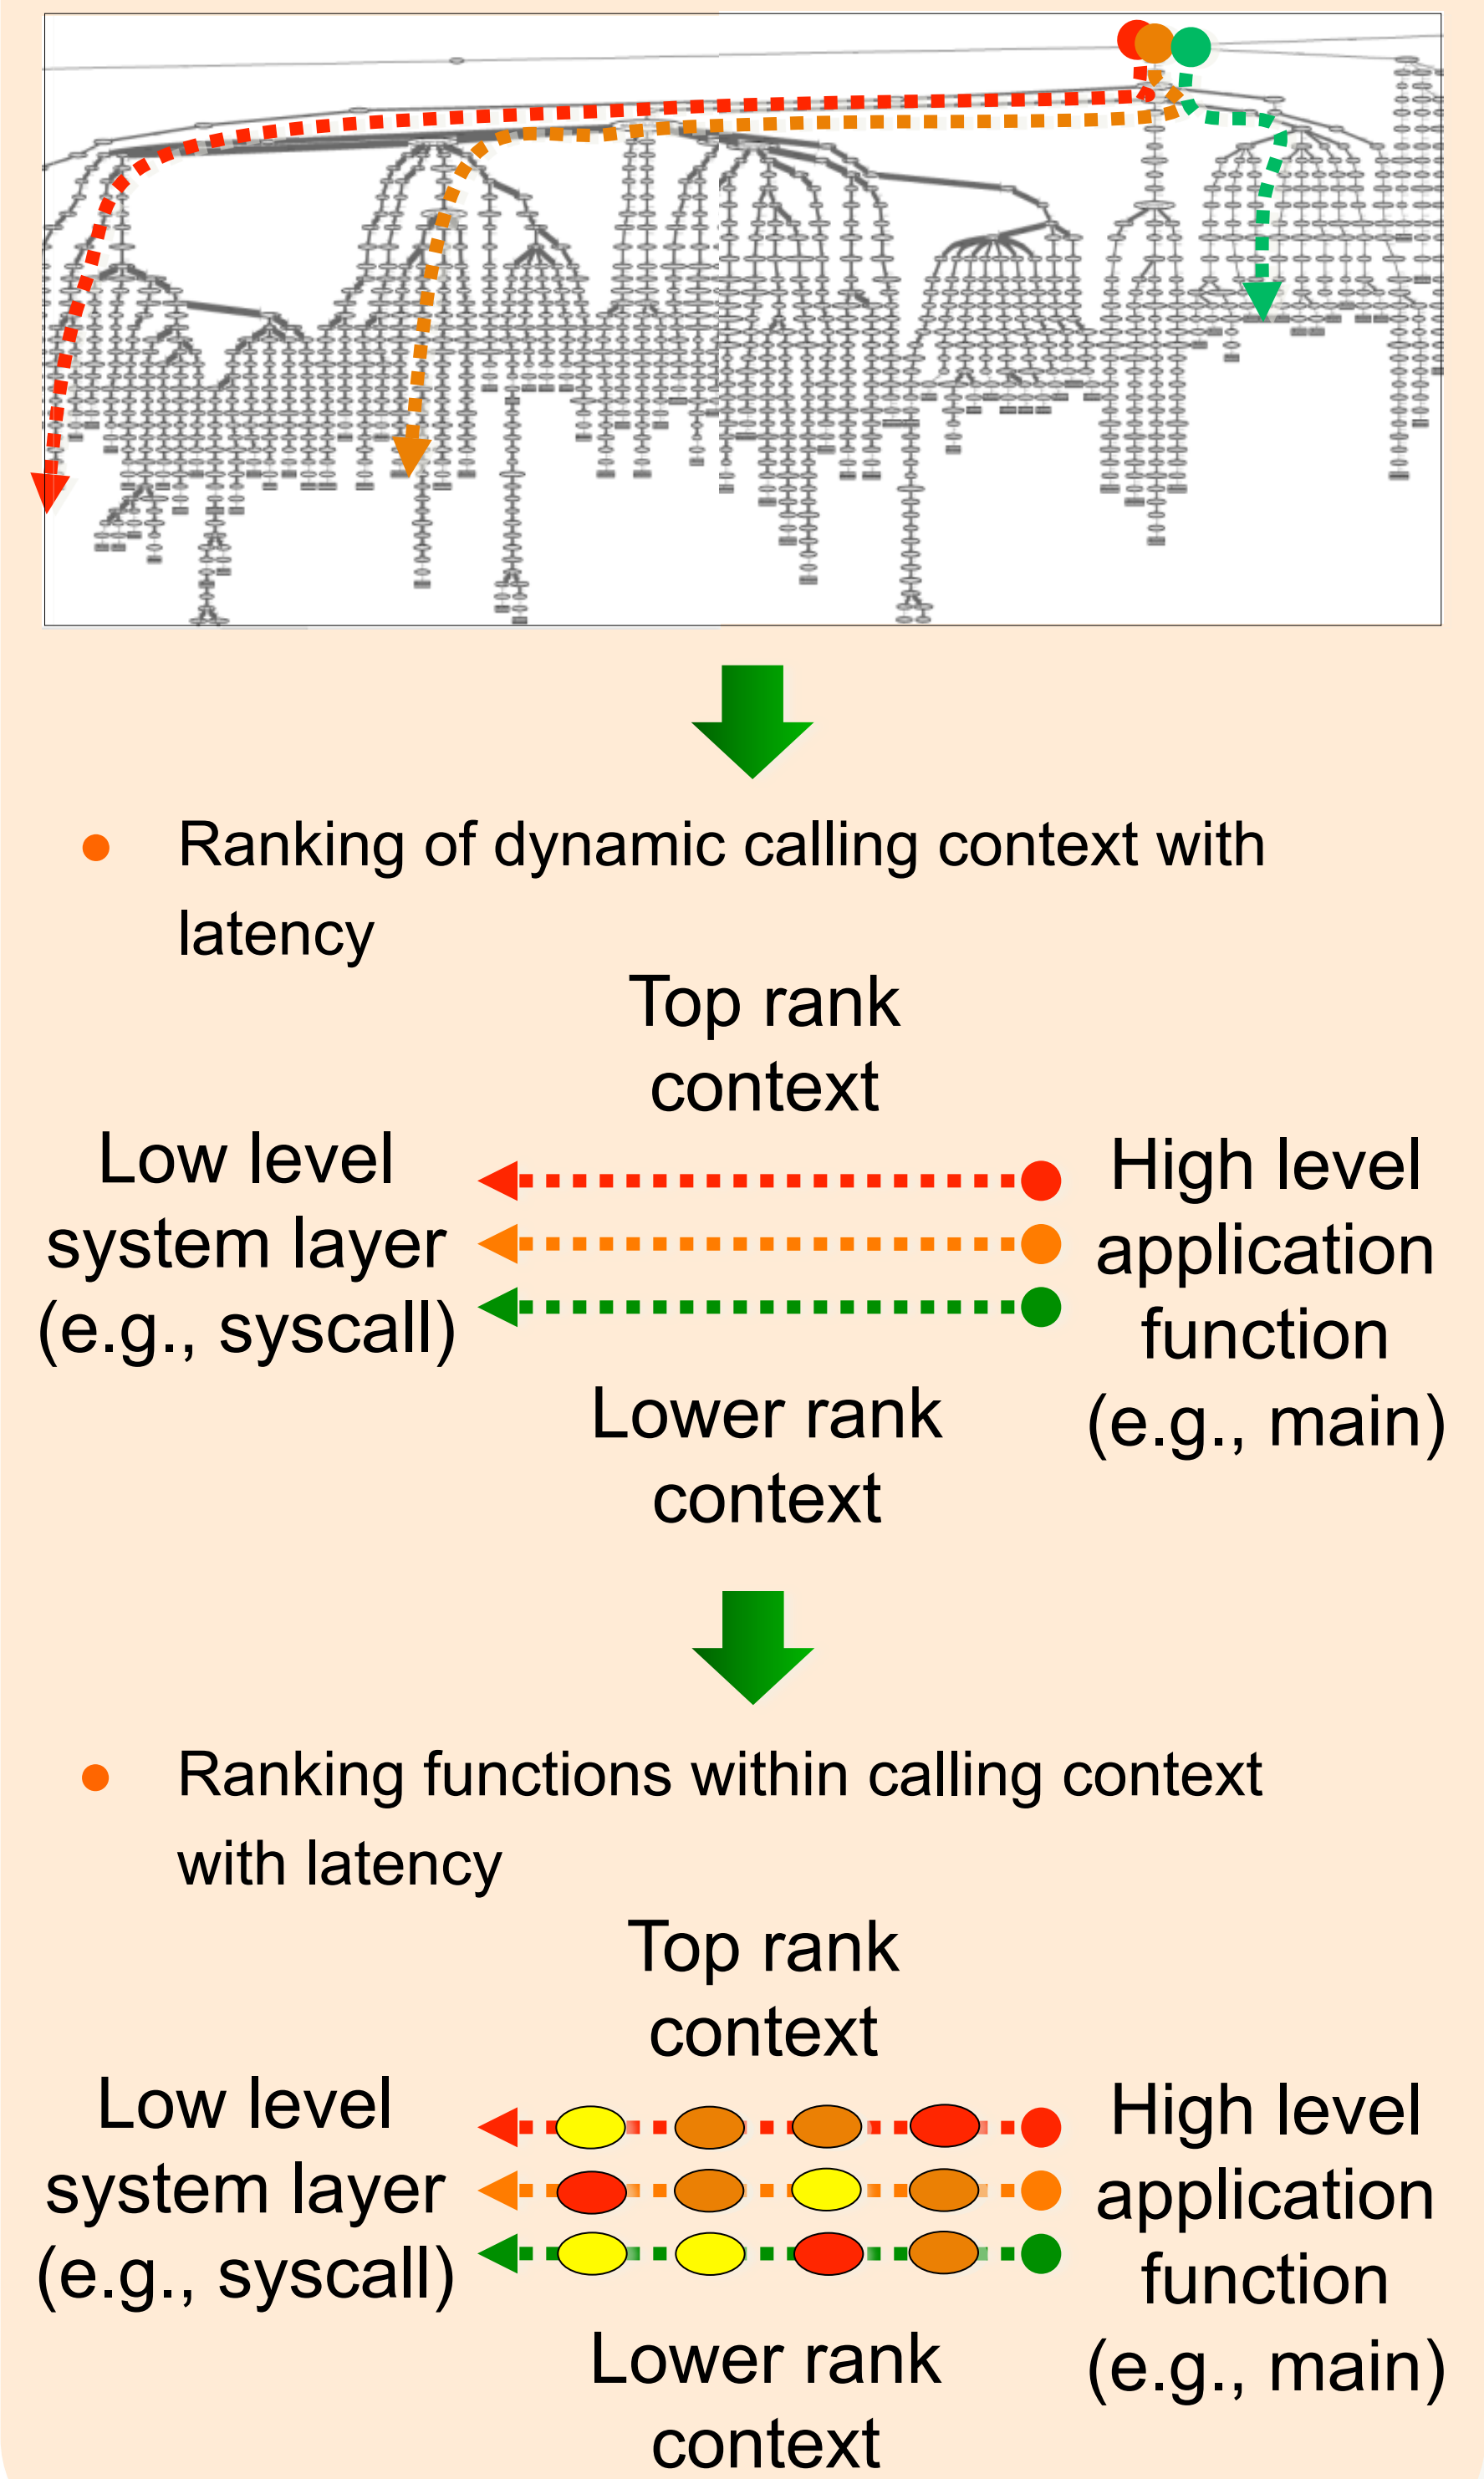 Ranking of dynamic calling context with
latency
Top rank
context
Low level
system layer
(e.g., syscall)
High level
application
function
(e.g., main)
Lower rank
context
Ranking functions within calling context
with latency
Top rank
context
Low level
system layer
(e.g., syscall)
High level
application
function
(e.g., main)
Lower rank
context